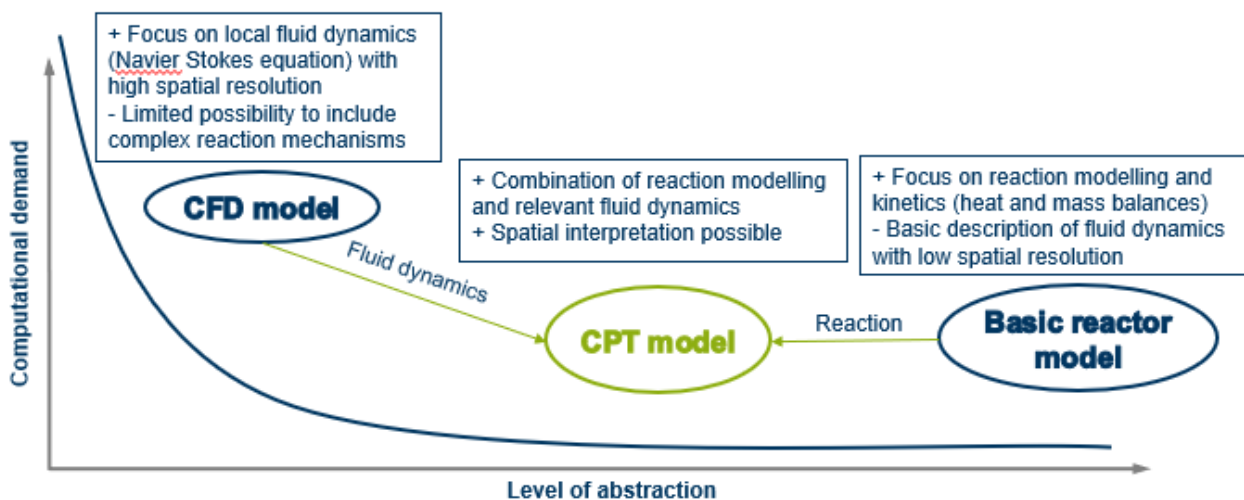 + Focus on local fluid dynamics
(Navier Stokes equation) with
high spatial resolution
- Limited possibility to include
complex reaction mechanisms
CFD model
Fluid dynamics
+ Combination of reaction modelling
and relevant fluid dynamics
+ Spatial interpretation possible
CPT model
Reaction
+ Focus on reaction modelling and
kinetics (heat and mass balances)
- Basic description of fluid dynamics
with low spatial resolution
Basic reactor
model
Computational demand
Level of abstraction